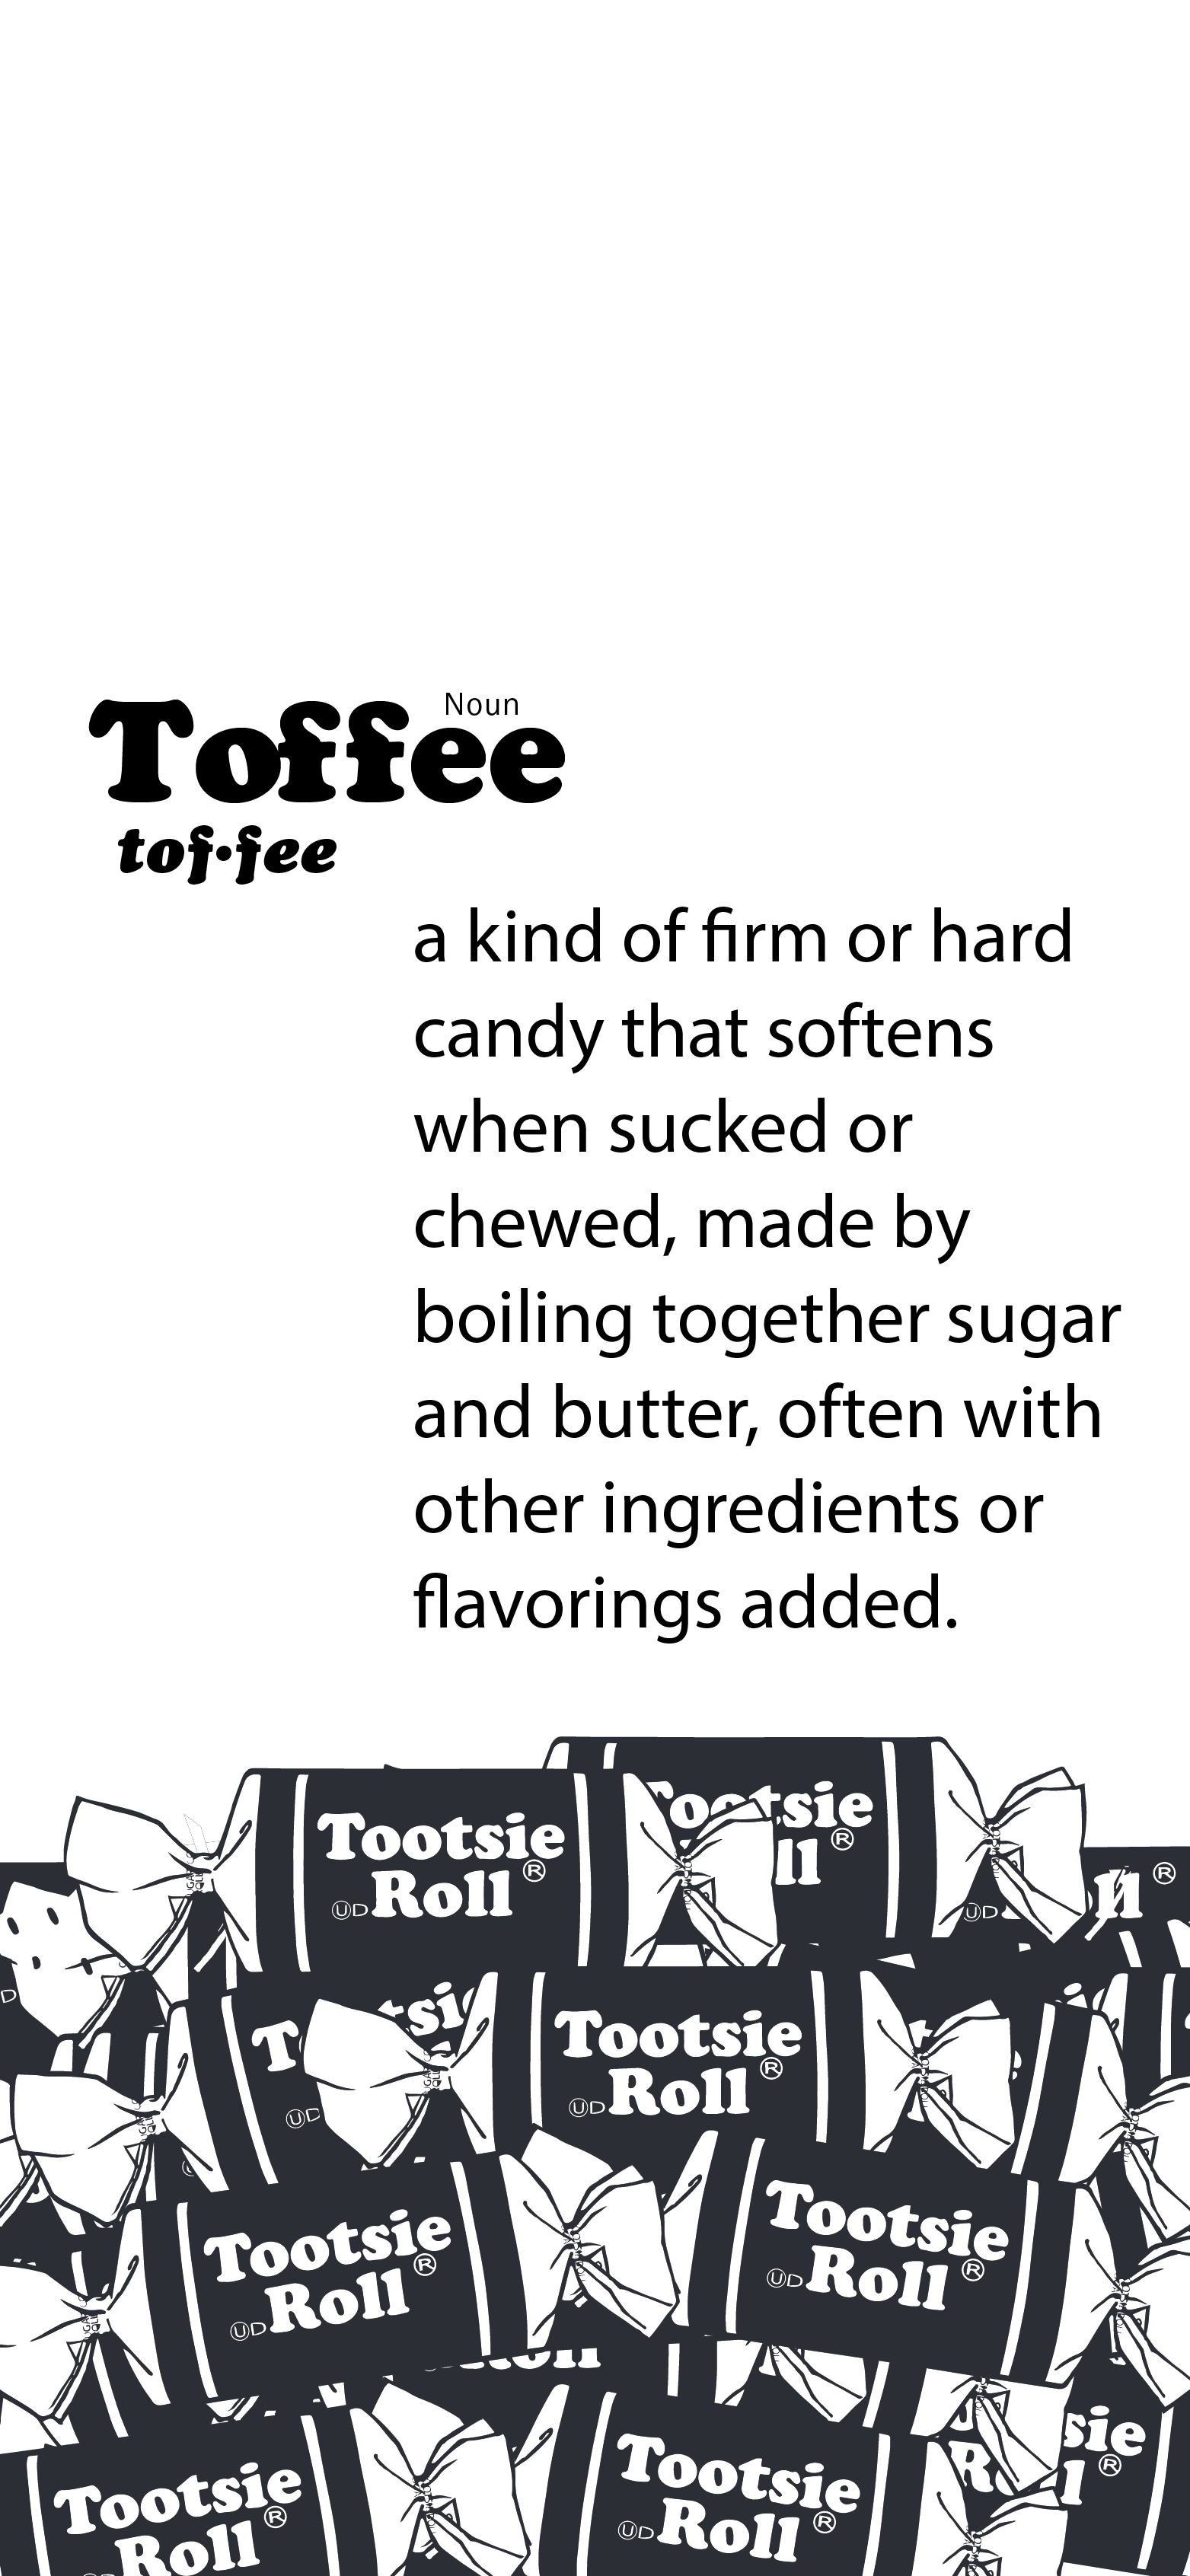 Noun
Toffee
tof·fee
a kind of firm or hard
candy that softens
when sucked or
chewed, made by
boiling together sugar
and butter, often with
other ingredients or
flavorings added.
Tootsie
Roll ®
Ⓤ D
Tootsie
®
Ⓤ D
®
Tootsie
Roll ®
Ⓤ D
Ⓤ D
Tootsie
Roll ®
Ⓤ D
Tootsie
Roll ®
Ⓤ D
Tootsie
Roll ®
Tootsie
Roll ®
Ⓤ D
®